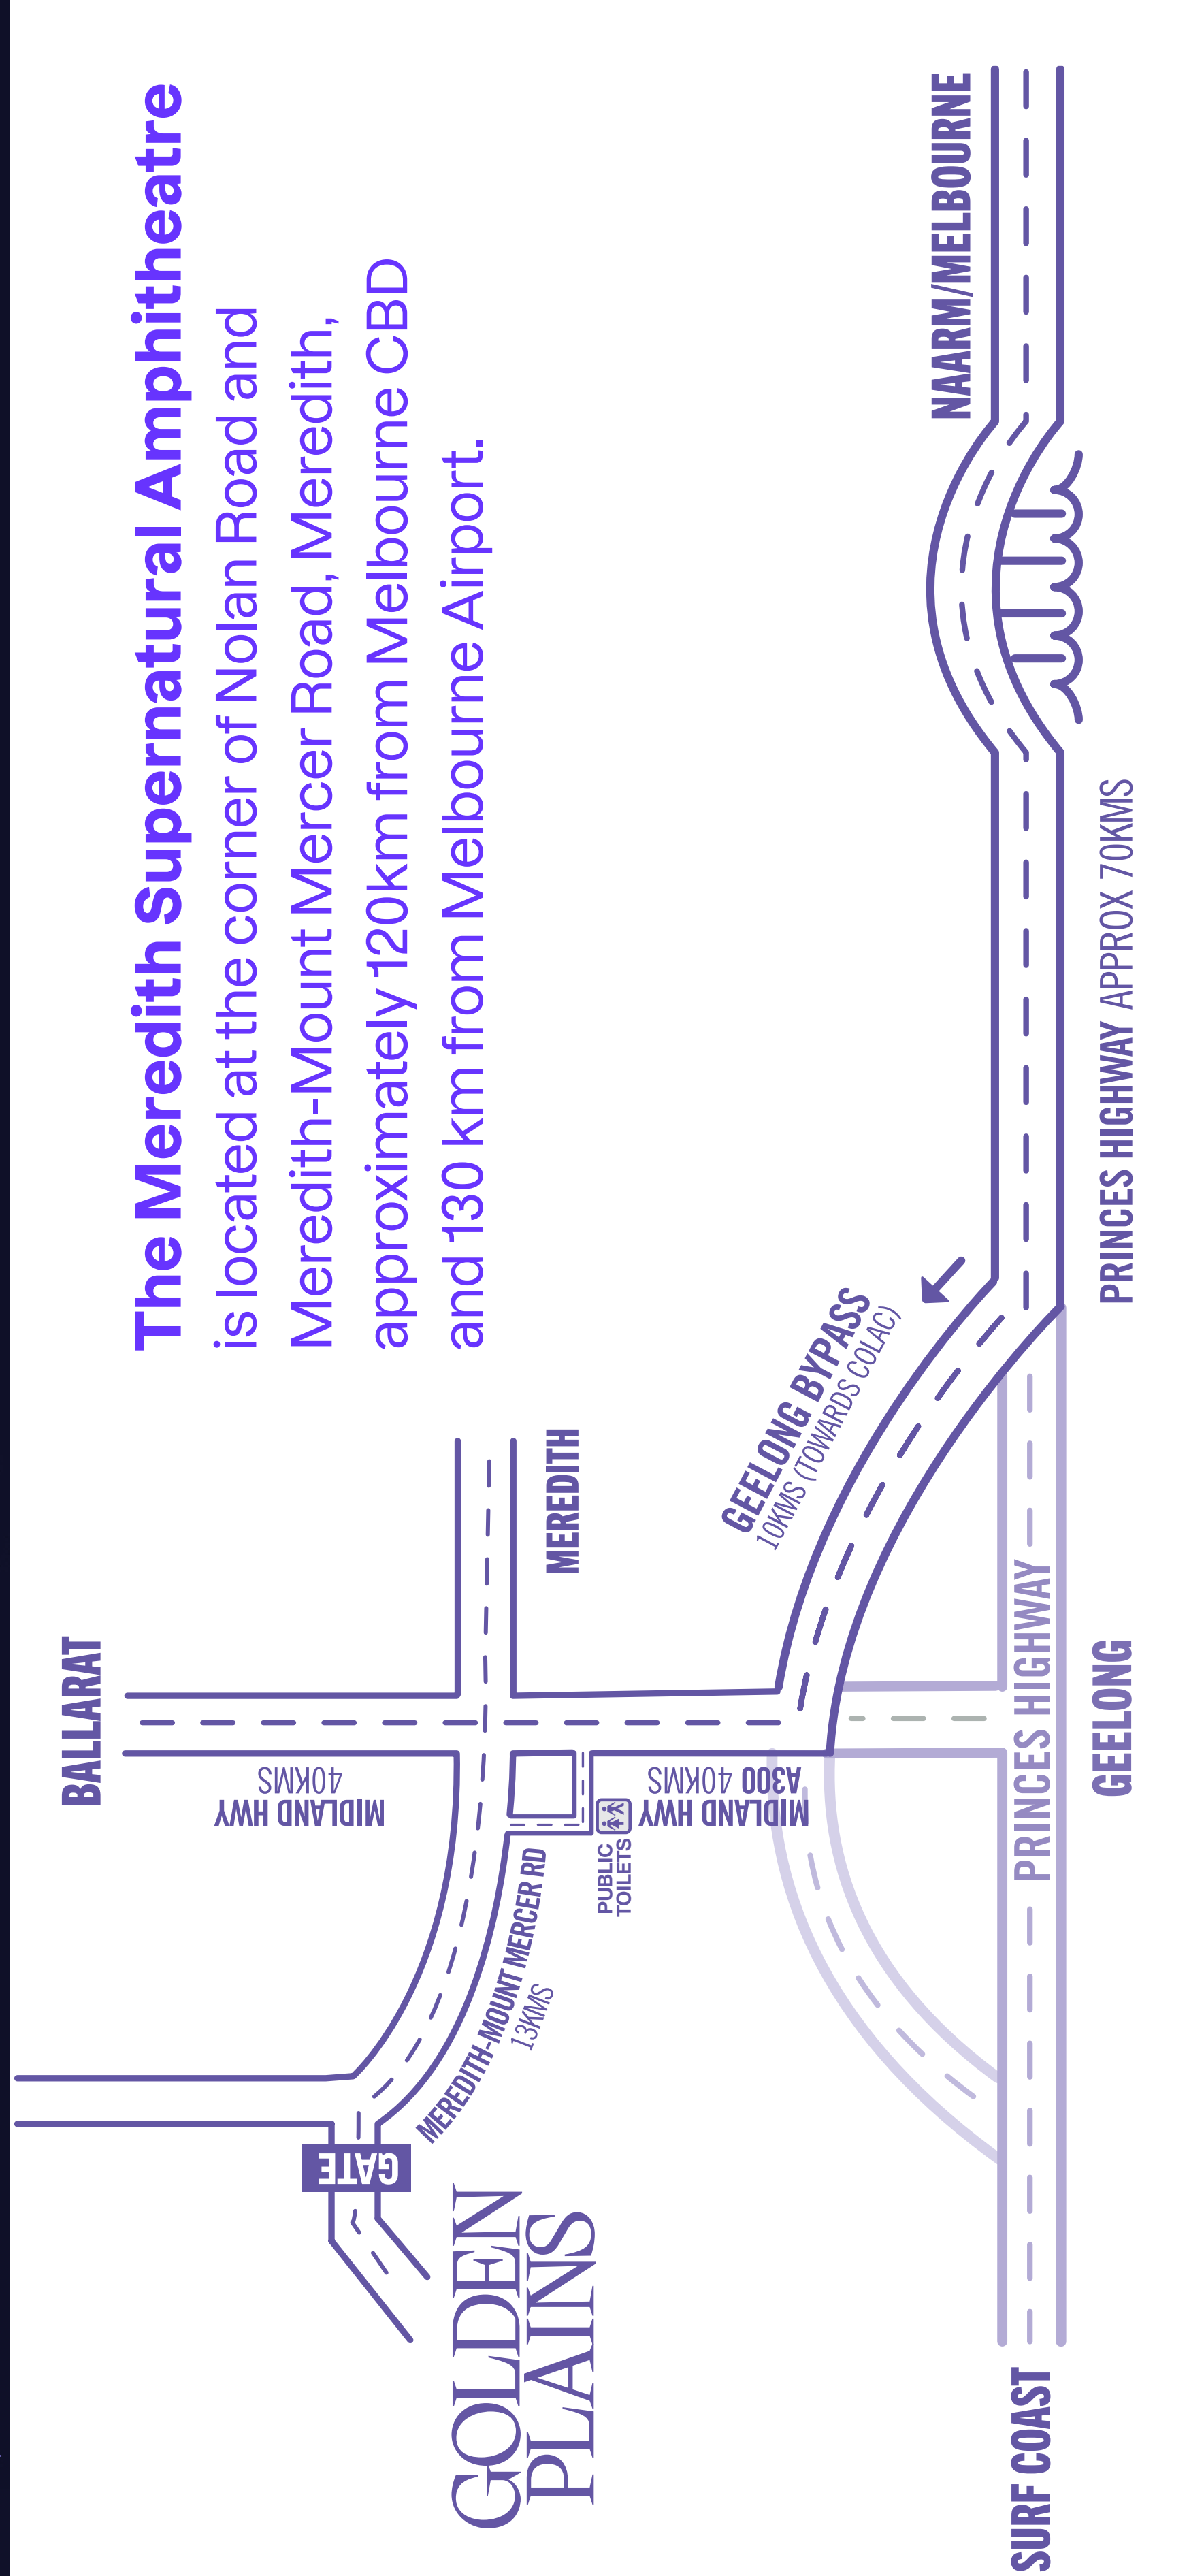 The Meredith Supernatural Amphitheatre
is located at the corner of Nolan Road and
Meredith-Mount Mercer Road, Meredith,
approximately 120km from Melbourne CBD
and 130 km from Melbourne Airport.
BALLARAT
MIDLAND HWY
40KMS
MEREDITH
GATE
MEREDITH-MOUNT MERCER RD
13KMS
PUBLIC
TOILETS
MIDLAND HWY
A300 40KMS
GOLDEN
PLAINS
GEELONG BYPASS
10KMS (TOWARDS COLAC)
NAARM/MELBOURNE
PRINCES HIGHWAY APPROX 70KMS
PRINCES HIGHWAY
GEELONG
SURF COAST